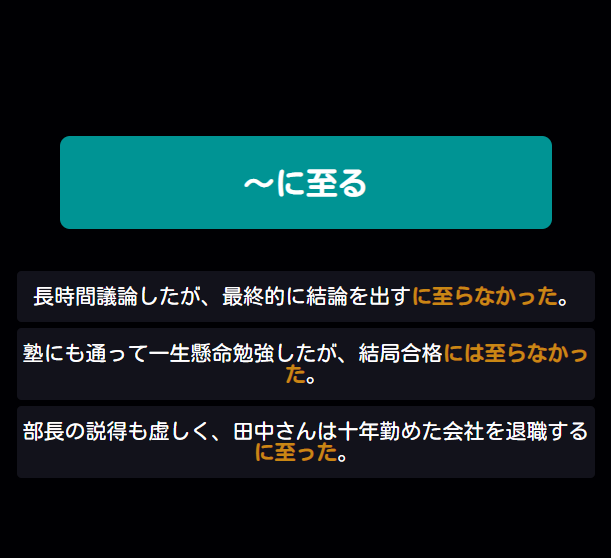 〜に至る
長時間議論したが、最終的に結論を出すに至らなかった。
塾にも通って一生懸命勉強したが、結局合格には至らなかっ
た。
部長の説得も虚しく、田中さんは十年勤めた会社を退職する
に至った。